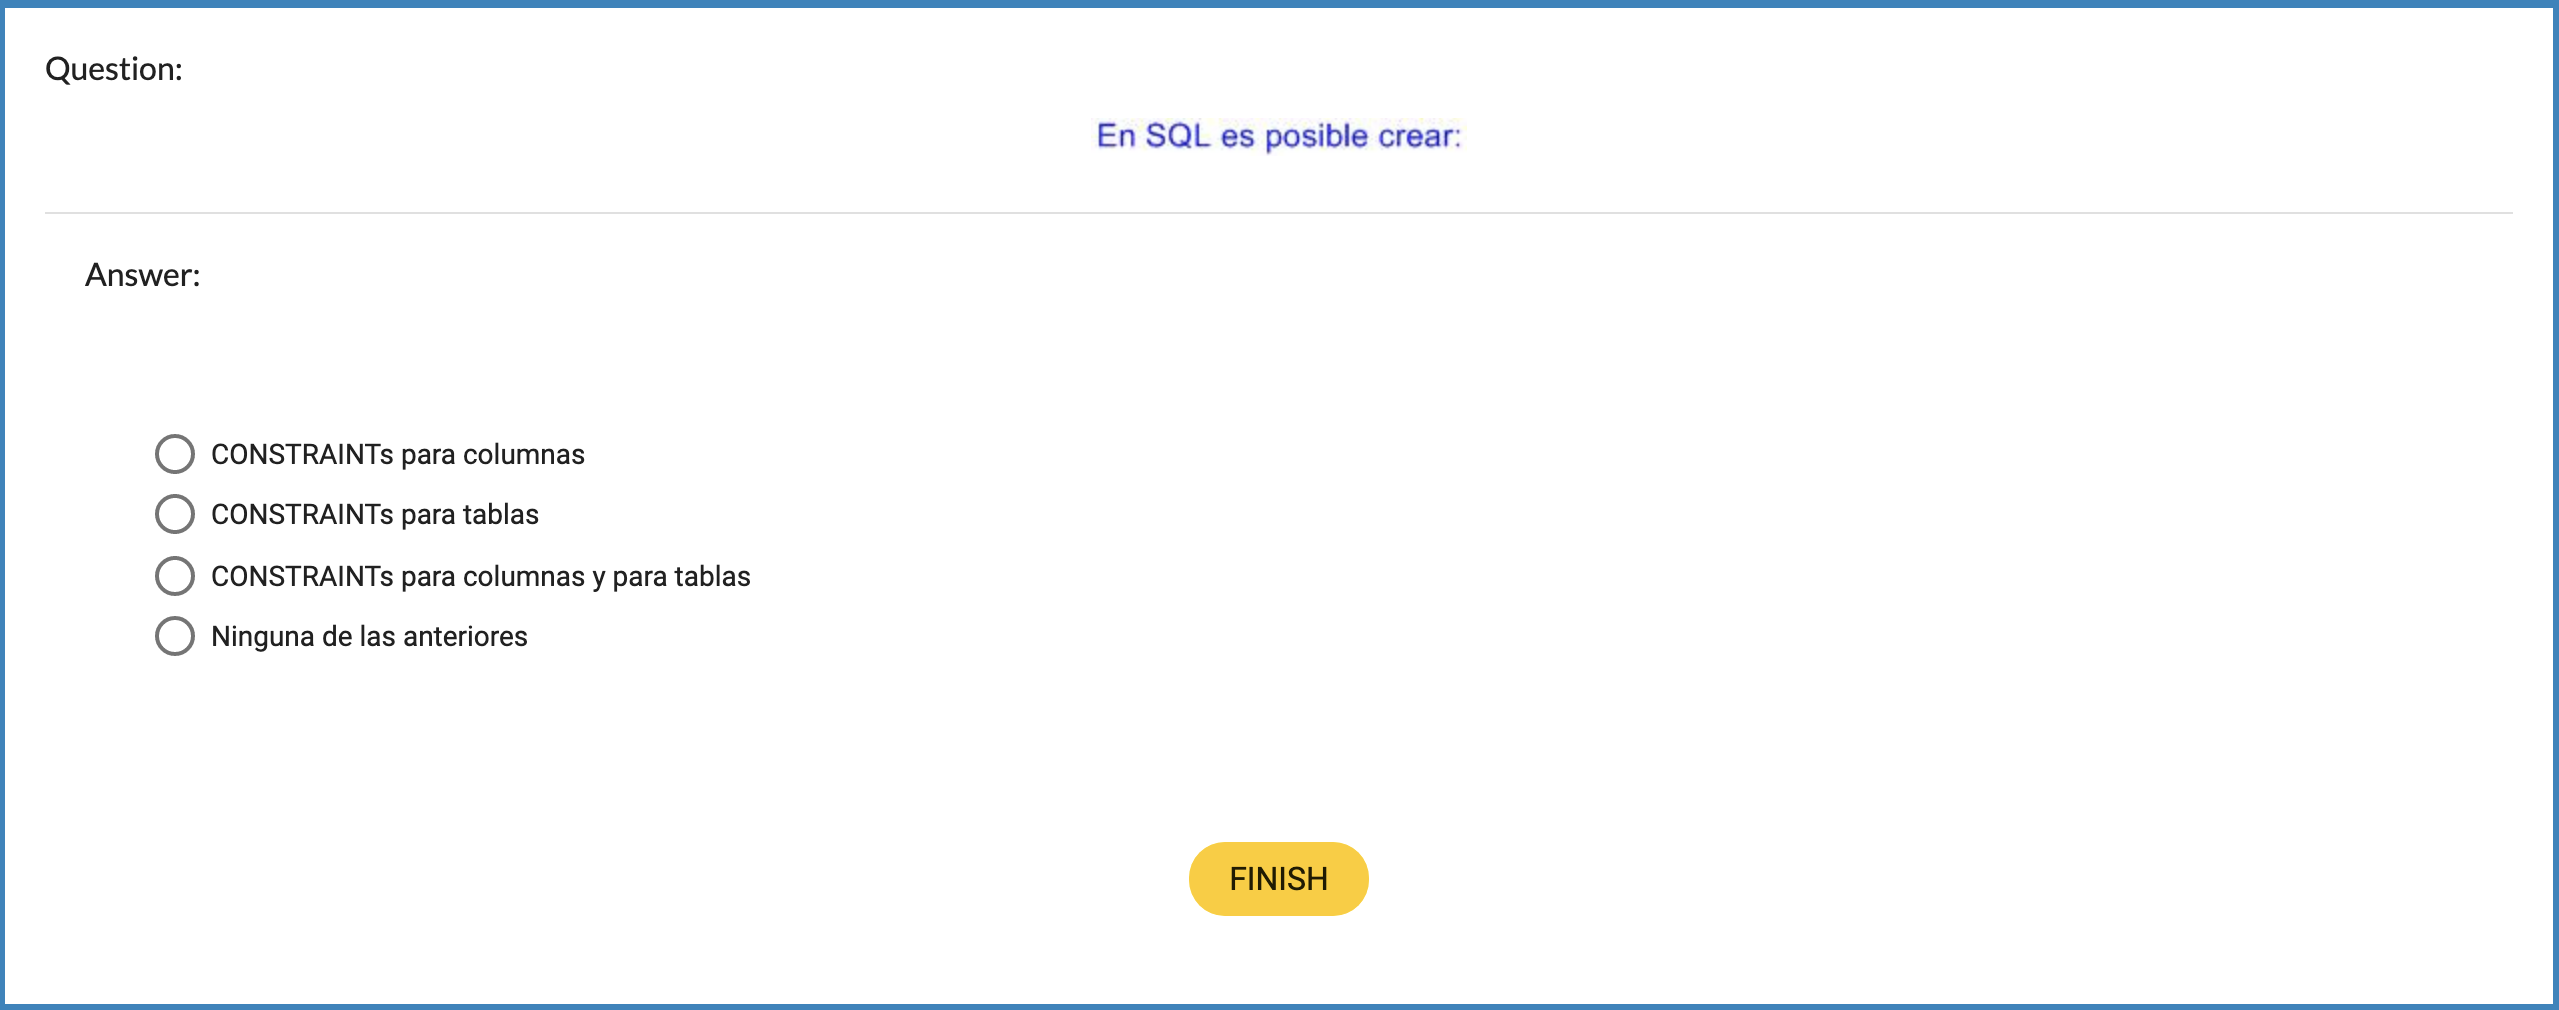 Question:
En SQL es posible crear:
Answer:
CONSTRAINTs para columnas
CONSTRAINTs para tablas
CONSTRAINTs para columnas y para tablas
Ninguna de las anteriores
FINISH